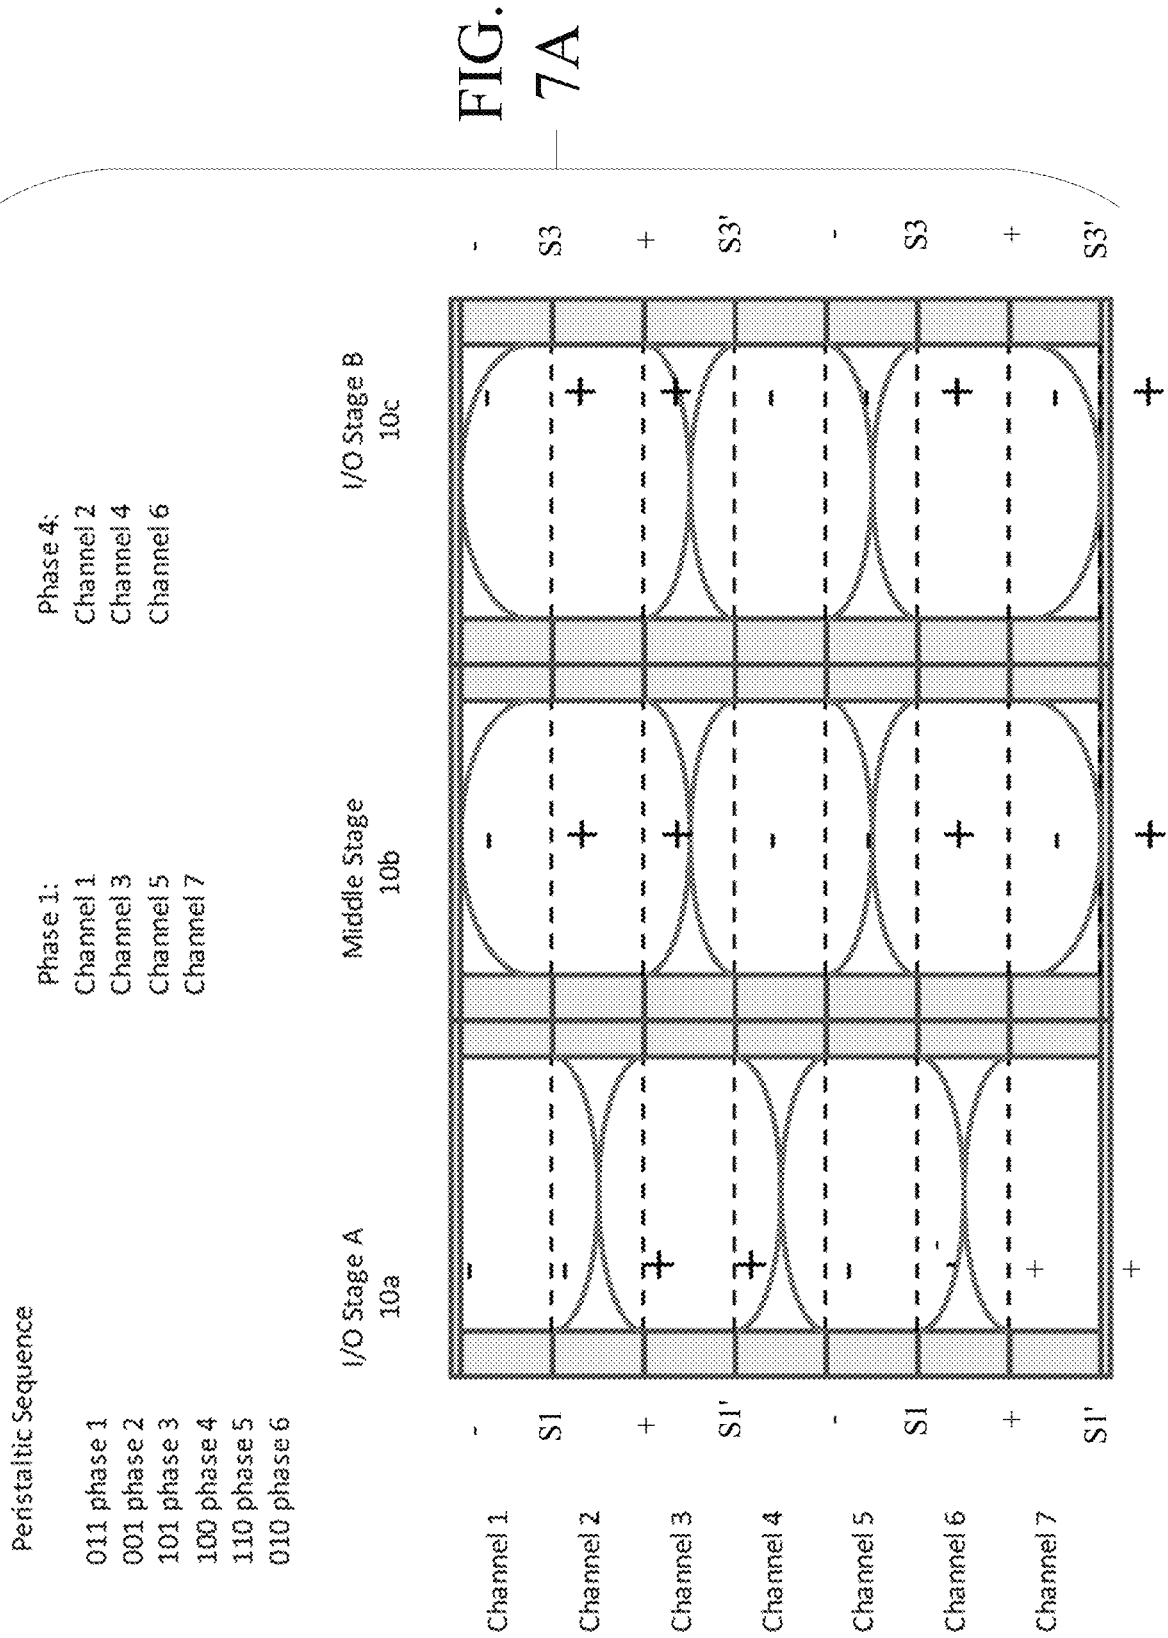 Peristaltic Sequence
011 phase 1
001 phase 2
101 phase 3
100 phase 4
110 phase 5
010 phase 6
Phase 1:
Channel 1
Channel 3
Channel 5
Channel 7
Phase 4:
Channel 2
Channel 4
Channel 6
I/O Stage A
10a
Middle Stage
10b
I/O Stage B
10c
Channel 1
Channel 2
Channel 3
Channel 4
Channel 5
Channel 6
Channel 7
-
S1
+
S1'
-
S1
+
S1'
-
-
+
+
-
-
-
+
+
-
+
+
-
-
+
-
+
-
+
+
-
-
+
-
+
-
S3
+
S3'
-
S3
+
S3'
FIG.
7A